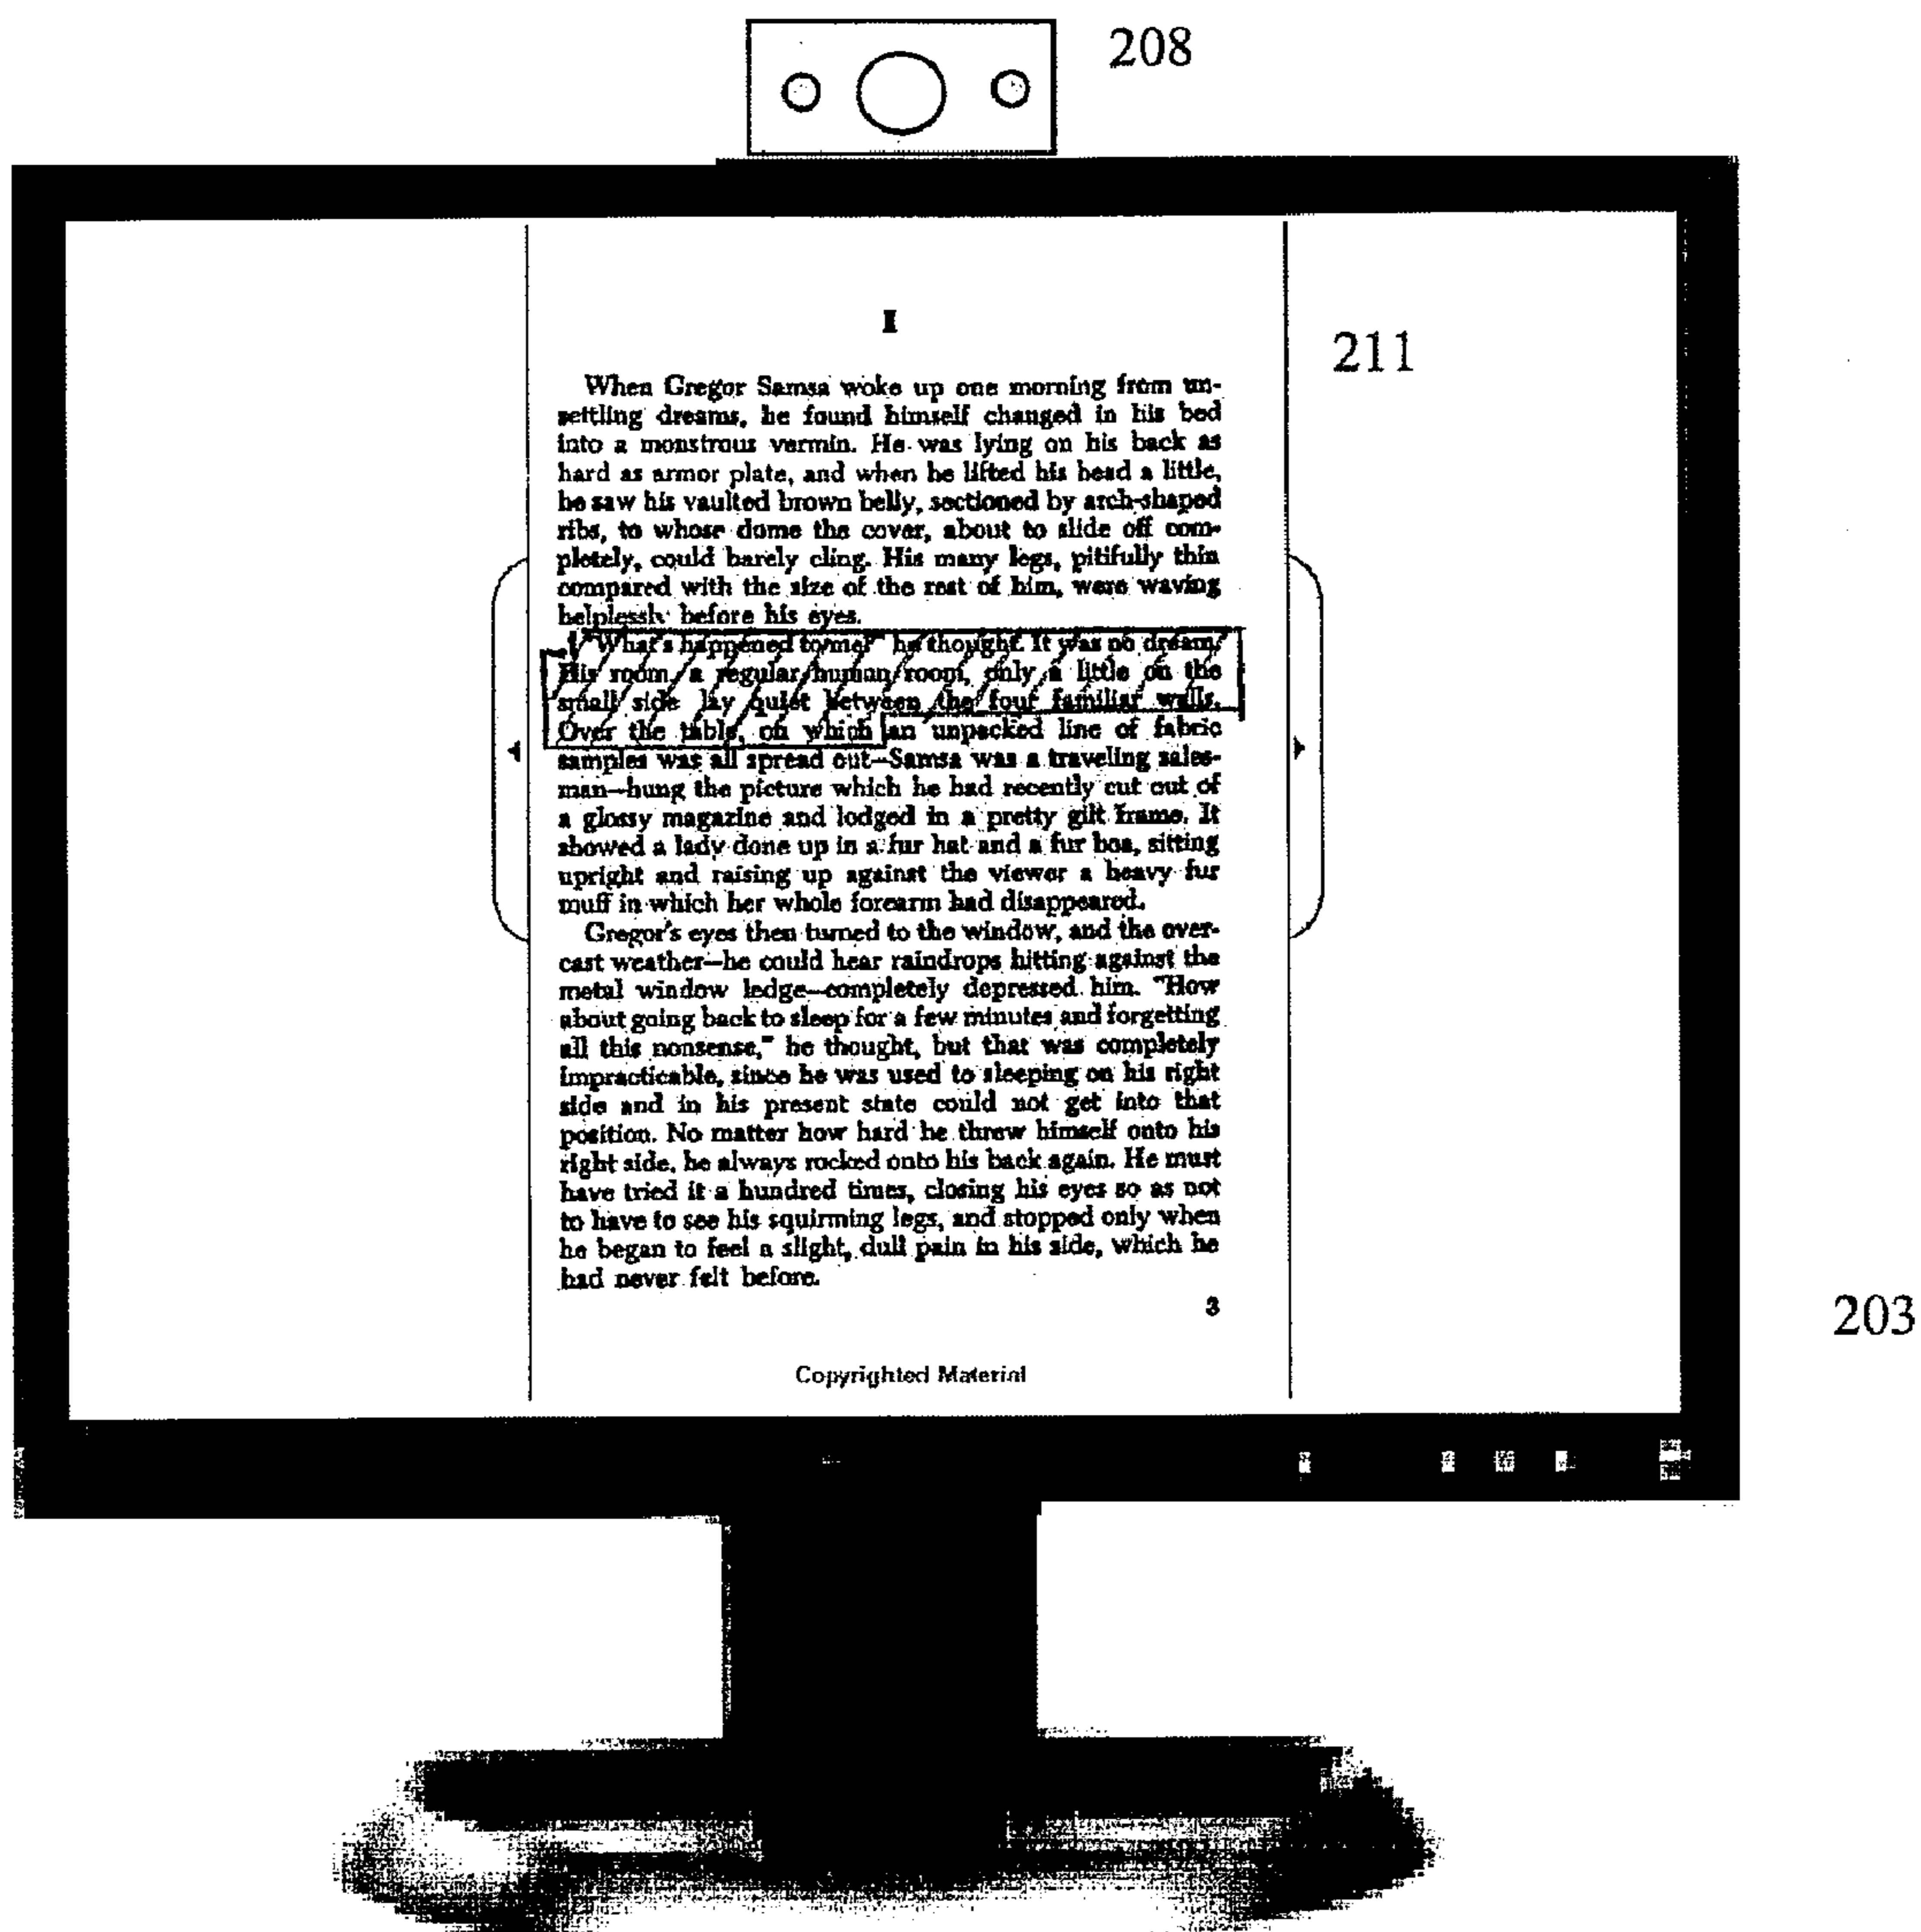 208
211
I
When Gregor Samsa woke up one morning from un-
settling dreams, he found himself changed in his bed
into a monstrous vermin. He was lying on his back as
hard as armor plate, and when he lifted his head a little,
he saw his vaulted brown belly, sectioned by arch-shaped
ribs, to whose dome the cover, about to slide off com-
pletely, could barely cling. His many legs, pitifully thin
compared with the size of the rest of him, were waving
helplessly before his eyes.
"What's happened to me?" he thought. It was no dream.
His room, a regular human room, only a little on the
small side, lay quiet between the four familiar walls.
Over the table, on which an unpacked line of fabric
samples was all spread out—Samsa was a traveling sales-
man—hung the picture which he had recently cut out of
a glossy magazine and lodged in a pretty gilt frame. It
showed a lady done up in a fur hat and a fur boa, sitting
upright and raising up against the viewer a heavy fur
muff in which her whole forearm had disappeared.
Gregor's eyes then turned to the window, and the over-
cast weather—he could hear raindrops hitting against the
metal window ledge—completely depressed him. "How
about going back to sleep for a few minutes and forgetting
all this nonsense," he thought, but that was completely
impracticable, since he was used to sleeping on his right
side and in his present state could not get into that
position. No matter how hard he threw himself onto his
right side, he always rocked onto his back again. He must
have tried it a hundred times, closing his eyes so as not
to have to see his squirming legs, and stopped only when
he began to feel a slight, dull pain in his side, which he
had never felt before.
3
203
Copyrighted Material